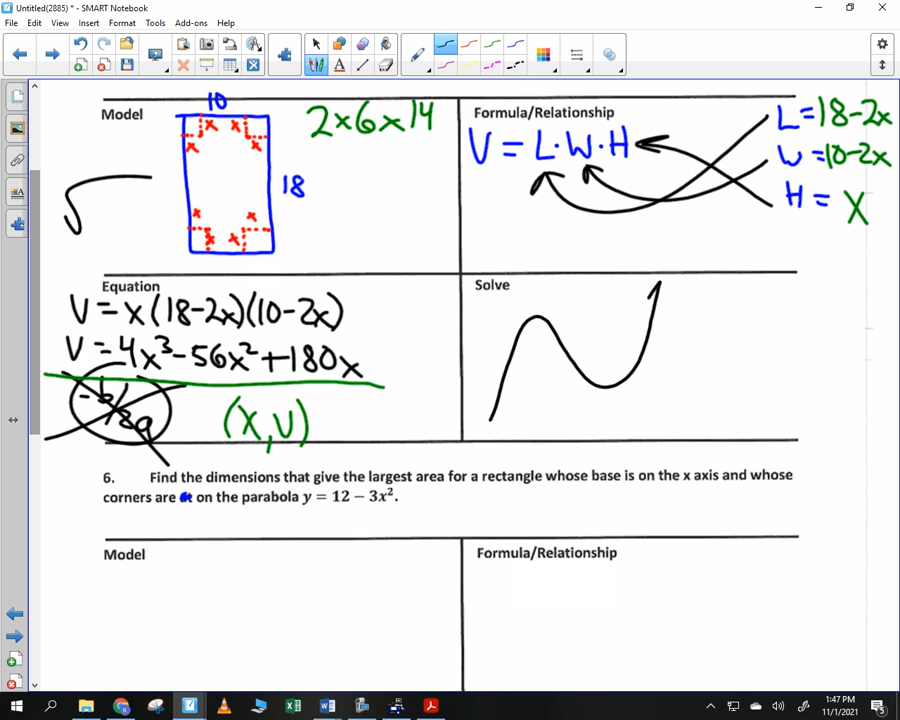 Untitled(2885) * - SMART Notebook
File Edit View Insert Format Tools Add-ons Help
Model
10
2x6x14
18
x x
x x
x x
x x
Formula/Relationship
V = L·W·H
L=18-2x
W=10-2x
H= X
Equation
V=x(18-2x)(10-2x)
V=4x³-56x²+180x
-b/2a
(X,V)
Solve
6. Find the dimensions that give the largest area for a rectangle whose base is on the x axis and whose
corners are on the parabola y = 12 − 3x².
Model
Formula/Relationship
1:47 PM
11/1/2021
5